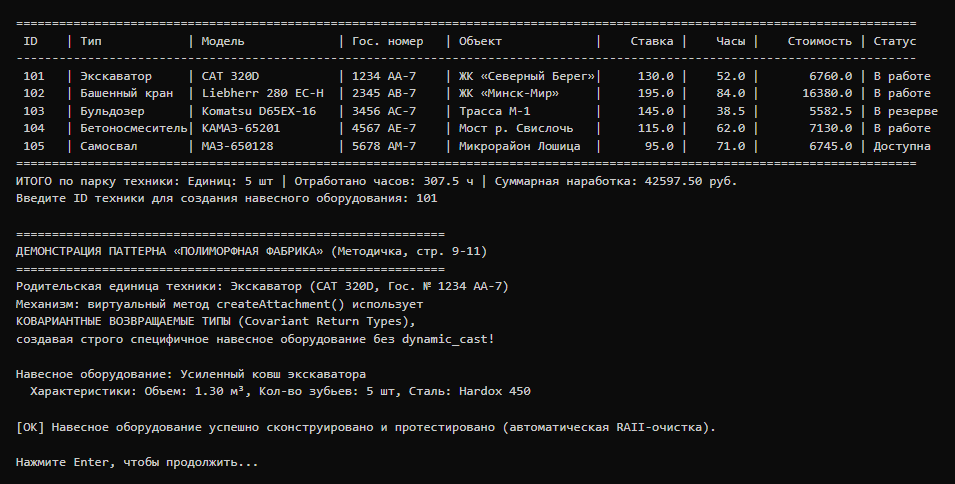 ==============================================================================================================================
ID | Тип | Модель | Гос. номер | Объект | Ставка | Часы | Стоимость | Статус
------------------------------------------------------------------------------------------------------------------------------
101 | Экскаватор | CAT 320D | 1234 AA-7 | ЖК «Северный Берег»| 130.0 | 52.0 | 6760.0 | В работе
102 | Башенный кран | Liebherr 280 EC-H | 2345 AB-7 | ЖК «Минск-Мир» | 195.0 | 84.0 | 16380.0 | В работе
103 | Бульдозер | Komatsu D65EX-16 | 3456 AC-7 | Трасса М-1 | 145.0 | 38.5 | 5582.5 | В резерве
104 | Бетоносмеситель| КАМАЗ-65201 | 4567 AE-7 | Мост р. Свислочь | 115.0 | 62.0 | 7130.0 | В работе
105 | Самосвал | МАЗ-650128 | 5678 AM-7 | Микрорайон Лошица | 95.0 | 71.0 | 6745.0 | Доступна
==============================================================================================================================
ИТОГО по парку техники: Единиц: 5 шт | Отработано часов: 307.5 ч | Суммарная наработка: 42597.50 руб.
Введите ID техники для создания навесного оборудования: 101
============================================================
ДЕМОНСТРАЦИЯ ПАТТЕРНА «ПОЛИМОРФНАЯ ФАБРИКА» (Методичка, стр. 9-11)
============================================================
Родительская единица техники: Экскаватор (CAT 320D, Гос. № 1234 AA-7)
Механизм: виртуальный метод createAttachment() использует
КОВАРИАНТНЫЕ ВОЗВРАЩАЕМЫЕ ТИПЫ (Covariant Return Types),
создавая строго специфичное навесное оборудование без dynamic_cast!
Навесное оборудование: Усиленный ковш экскаватора
Характеристики: Объем: 1.30 м³, Кол-во зубьев: 5 шт, Сталь: Hardox 450
[OK] Навесное оборудование успешно сконструировано и протестировано (автоматическая RAII-очистка).
Нажмите Enter, чтобы продолжить...